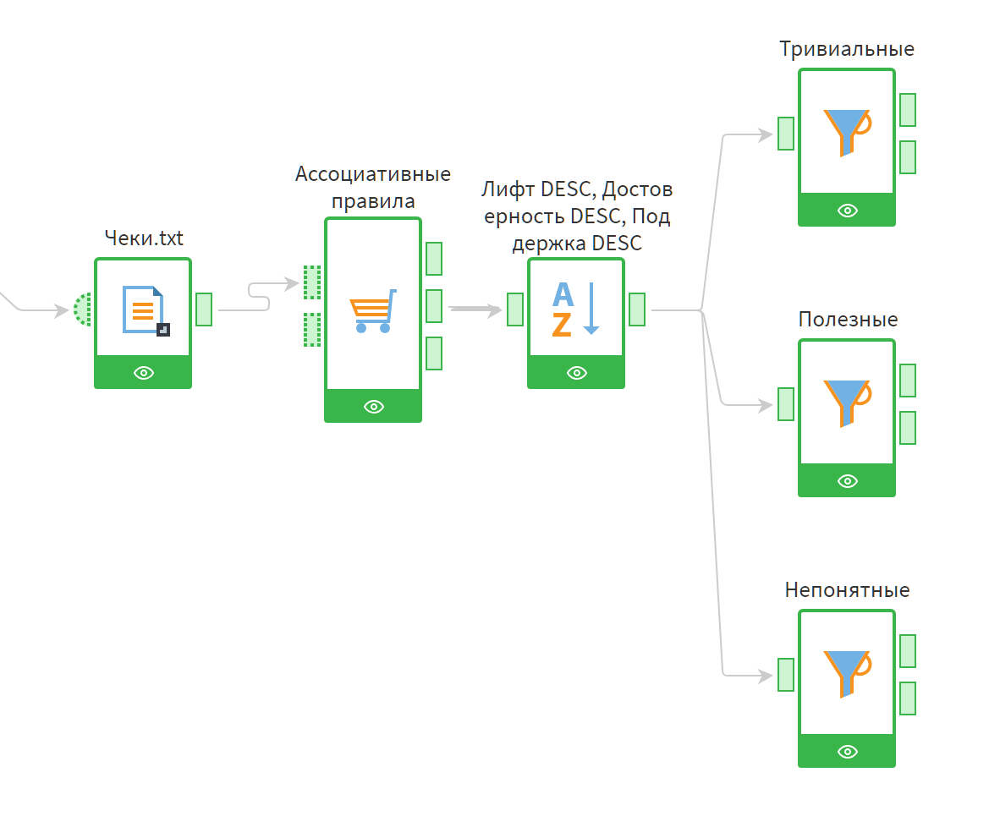 Тривиальные
Ассоциативные
правила
Лифт DESC, Достов
ерность DESC, Под
держка DESC
Чеки.txt
A
Z
Полезные
Непонятные